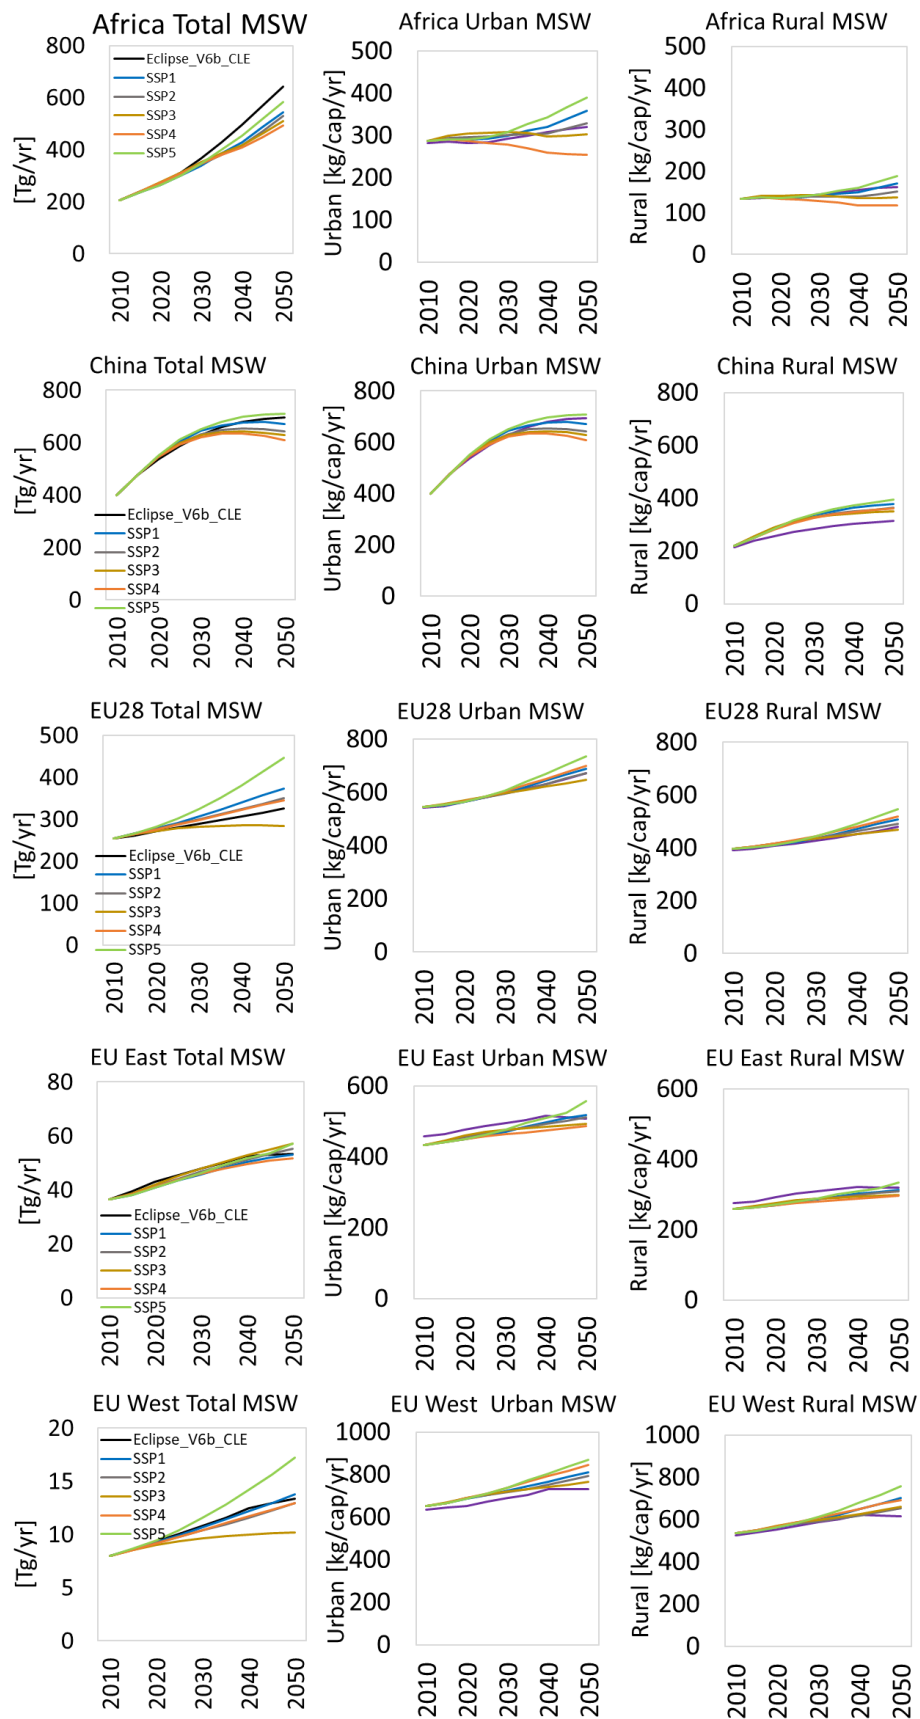 Africa Total MSW
800
600
400
200
0
[Tg/yr]
Eclipse_V6b_CLE
SSP1
SSP2
SSP3
SSP4
SSP5
2010
2020
2030
2040
2050
Africa Urban MSW
500
400
300
200
100
0
Urban [kg/cap/yr]
2010
2020
2030
2040
2050
Africa Rural MSW
500
400
300
200
100
0
Rural [kg/cap/yr]
2010
2020
2030
2040
2050
China Total MSW
800
600
400
200
0
[Tg/yr]
Eclipse_V6b_CLE
SSP1
SSP2
SSP3
SSP4
SSP5
2010
2020
2030
2040
2050
China Urban MSW
800
600
400
200
0
Urban [kg/cap/yr]
2010
2020
2030
2040
2050
China Rural MSW
800
600
400
200
0
Rural [kg/cap/yr]
2010
2020
2030
2040
2050
EU28 Total MSW
500
400
300
200
100
0
[Tg/yr]
Eclipse_V6b_CLE
SSP1
SSP2
SSP3
SSP4
SSP5
2010
2020
2030
2040
2050
EU28 Urban MSW
800
600
400
200
0
Urban [kg/cap/yr]
2010
2020
2030
2040
2050
EU28 Rural MSW
800
600
400
200
0
Rural [kg/cap/yr]
2010
2020
2030
2040
2050
EU East Total MSW
80
60
40
20
0
[Tg/yr]
Eclipse_V6b_CLE
SSP1
SSP2
SSP3
SSP4
SSP5
2010
2020
2030
2040
2050
EU East Urban MSW
600
400
200
0
Urban [kg/cap/yr]
2010
2020
2030
2040
2050
EU East Rural MSW
600
400
200
0
Rural [kg/cap/yr]
2010
2020
2030
2040
2050
EU West Total MSW
20
15
10
5
0
[Tg/yr]
Eclipse_V6b_CLE
SSP1
SSP2
SSP3
SSP4
SSP5
2010
2020
2030
2040
2050
EU West Urban MSW
1000
800
600
400
200
0
Urban [kg/cap/yr]
2010
2020
2030
2040
2050
EU West Rural MSW
1000
800
600
400
200
0
Rural [kg/cap/yr]
2010
2020
2030
2040
2050